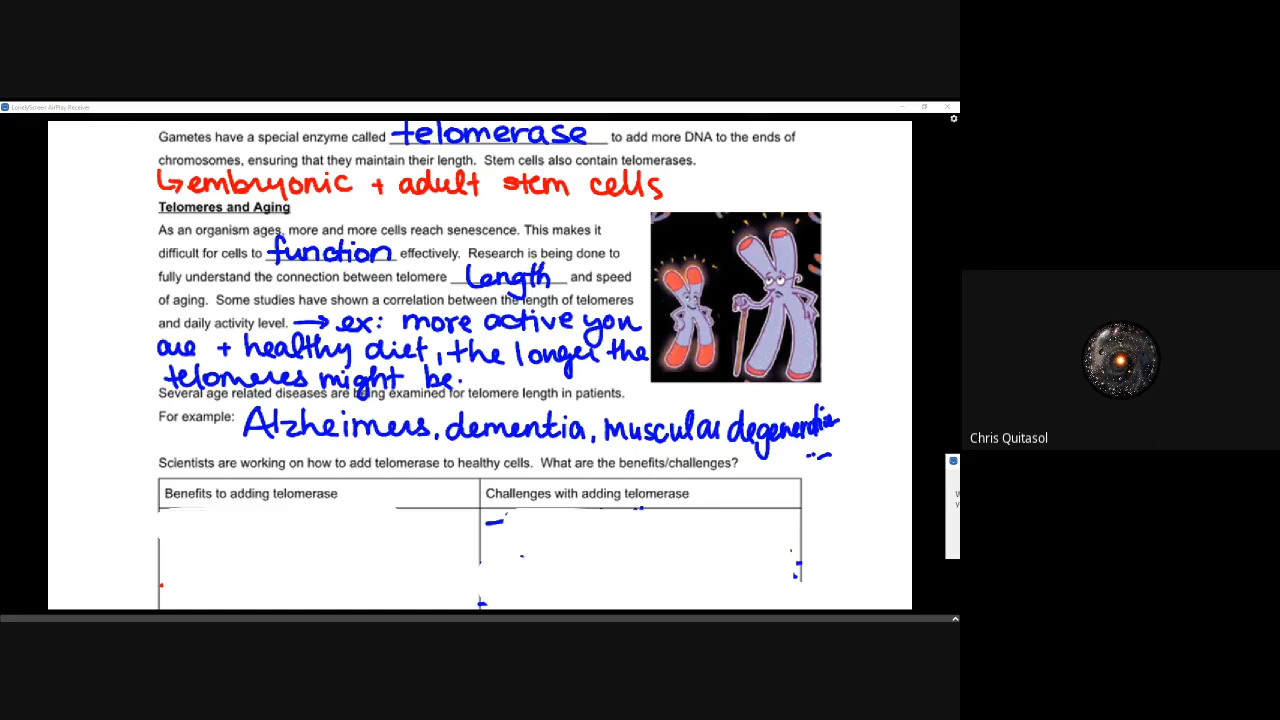 LonelyScreen AirPlay Receiver
Gametes have a special enzyme called telomerase to add more DNA to the ends of
chromosomes, ensuring that they maintain their length. Stem cells also contain telomerases.
↳embryonic + adult stem cells
Telomeres and Aging
As an organism ages, more and more cells reach senescence. This makes it
difficult for cells to function effectively. Research is being done to
fully understand the connection between telomere length and speed
of aging. Some studies have shown a correlation between the length of telomeres
and daily activity level. → ex: more active you
are + healthy diet, the longer the
telomeres might be.
Several age related diseases are being examined for telomere length in patients.
For example: Alzheimers, dementia, muscular
Scientists are working on how to add telomerase to healthy cells. What are the benefits/challenges?
Benefits to adding telomerase
Challenges with adding telomerase
Chris Quitasol